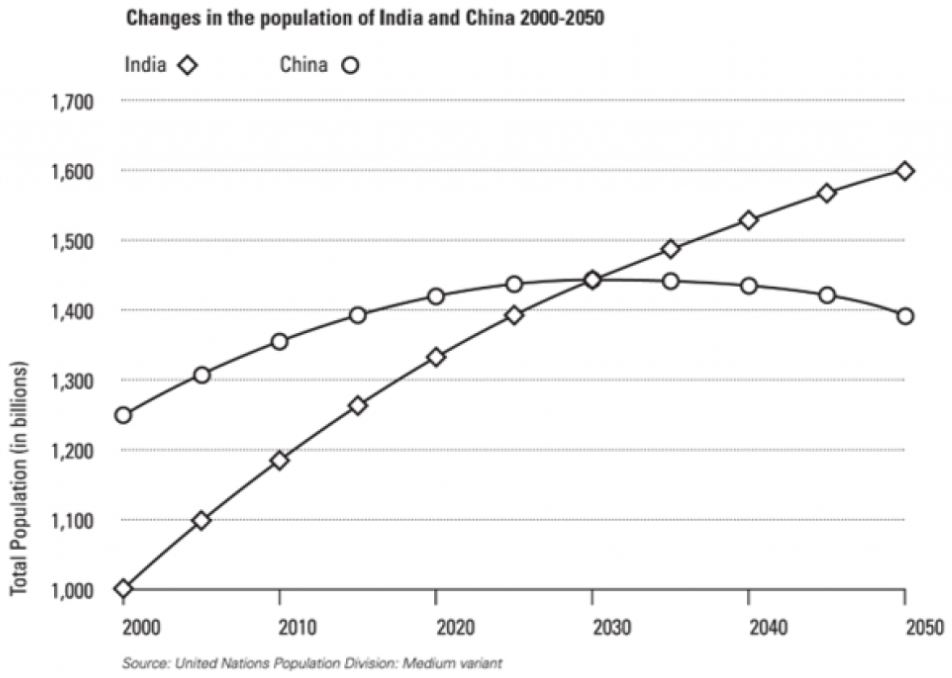 Changes in the population of India and China 2000-2050
India China
1,700
1,600
1,500
1,400
1,300
1,200
1,100
1,000
Total Population (in billions)
2000 2010 2020 2030 2040 2050
Source: United Nations Population Division: Medium variant